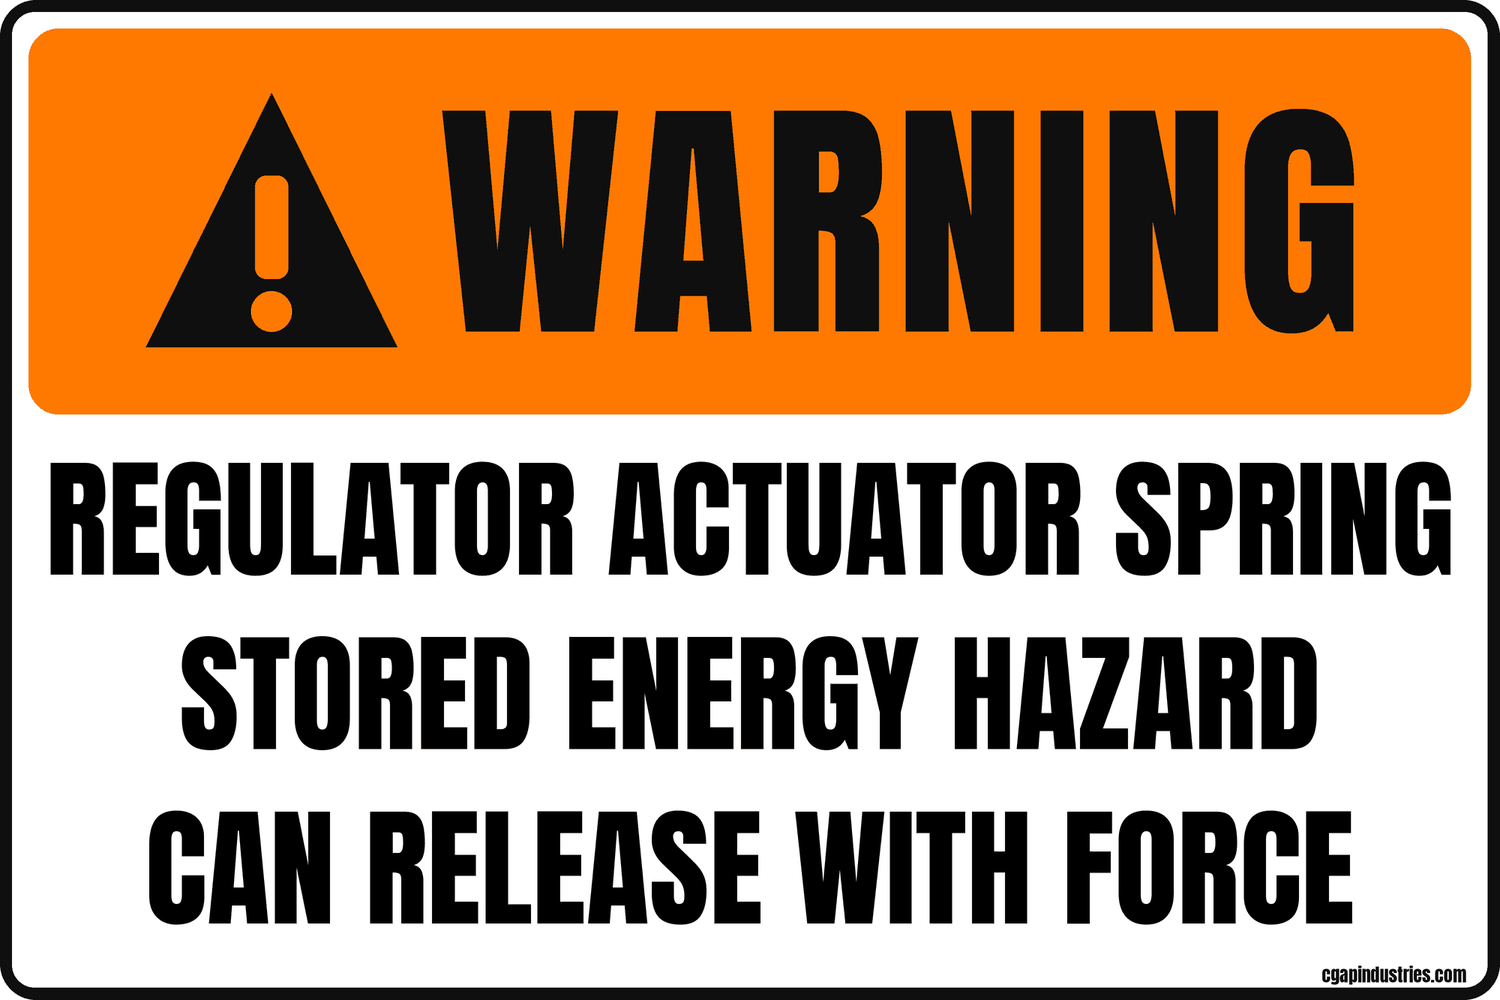 WARNING
REGULATOR ACTUATOR SPRING
STORED ENERGY HAZARD
CAN RELEASE WITH FORCE
cgapindustries.com